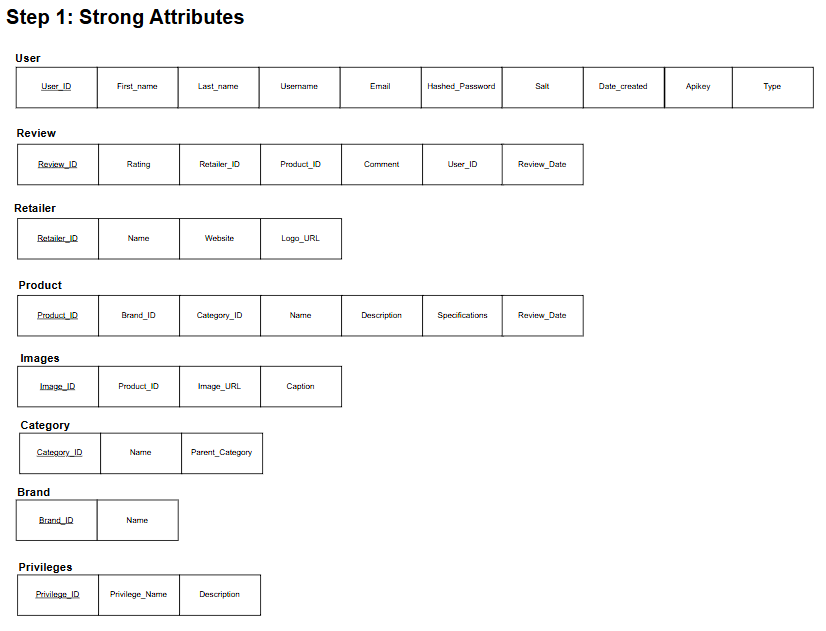 Step 1: Strong Attributes
User
User_ID First_name Last_name Username Email Hashed_Password Salt Date_created Apikey Type
Review
Review_ID Rating Retailer_ID Product_ID Comment User_ID Review_Date
Retailer
Retailer_ID Name Website Logo_URL
Product
Product_ID Brand_ID Category_ID Name Description Specifications Review_Date
Images
Image_ID Product_ID Image_URL Caption
Category
Category_ID Name Parent_Category
Brand
Brand_ID Name
Privileges
Privilege_ID Privilege_Name Description